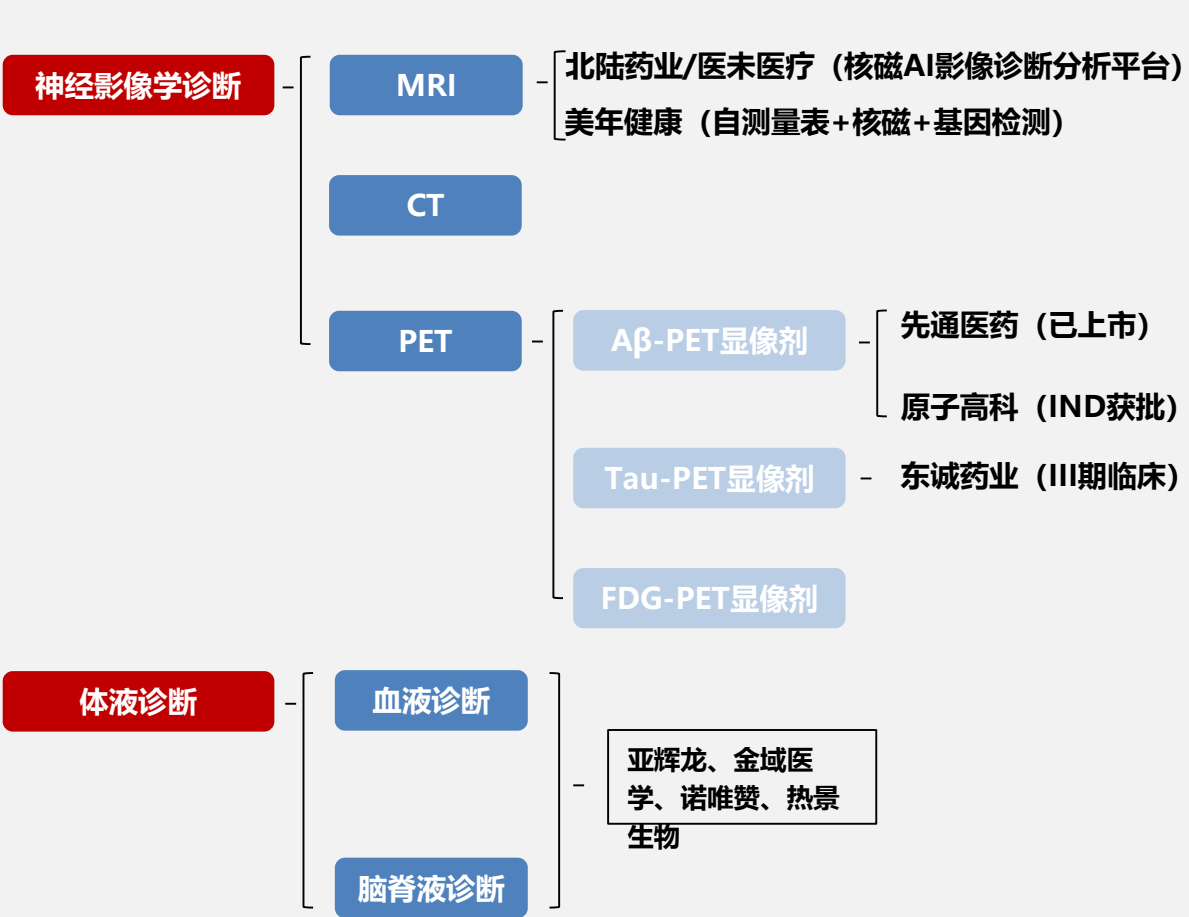 神经影像学诊断
MRI
北陆药业/医未医疗（核磁AI影像诊断分析平台）
美年健康（自测量表+核磁+基因检测）
CT
PET
Aβ-PET显像剂
先通医药（已上市）
原子高科（IND获批）
Tau-PET显像剂
东诚药业（III期临床）
FDG-PET显像剂
体液诊断
血液诊断
亚辉龙、金域医
学、诺唯赞、热景
生物
脑脊液诊断